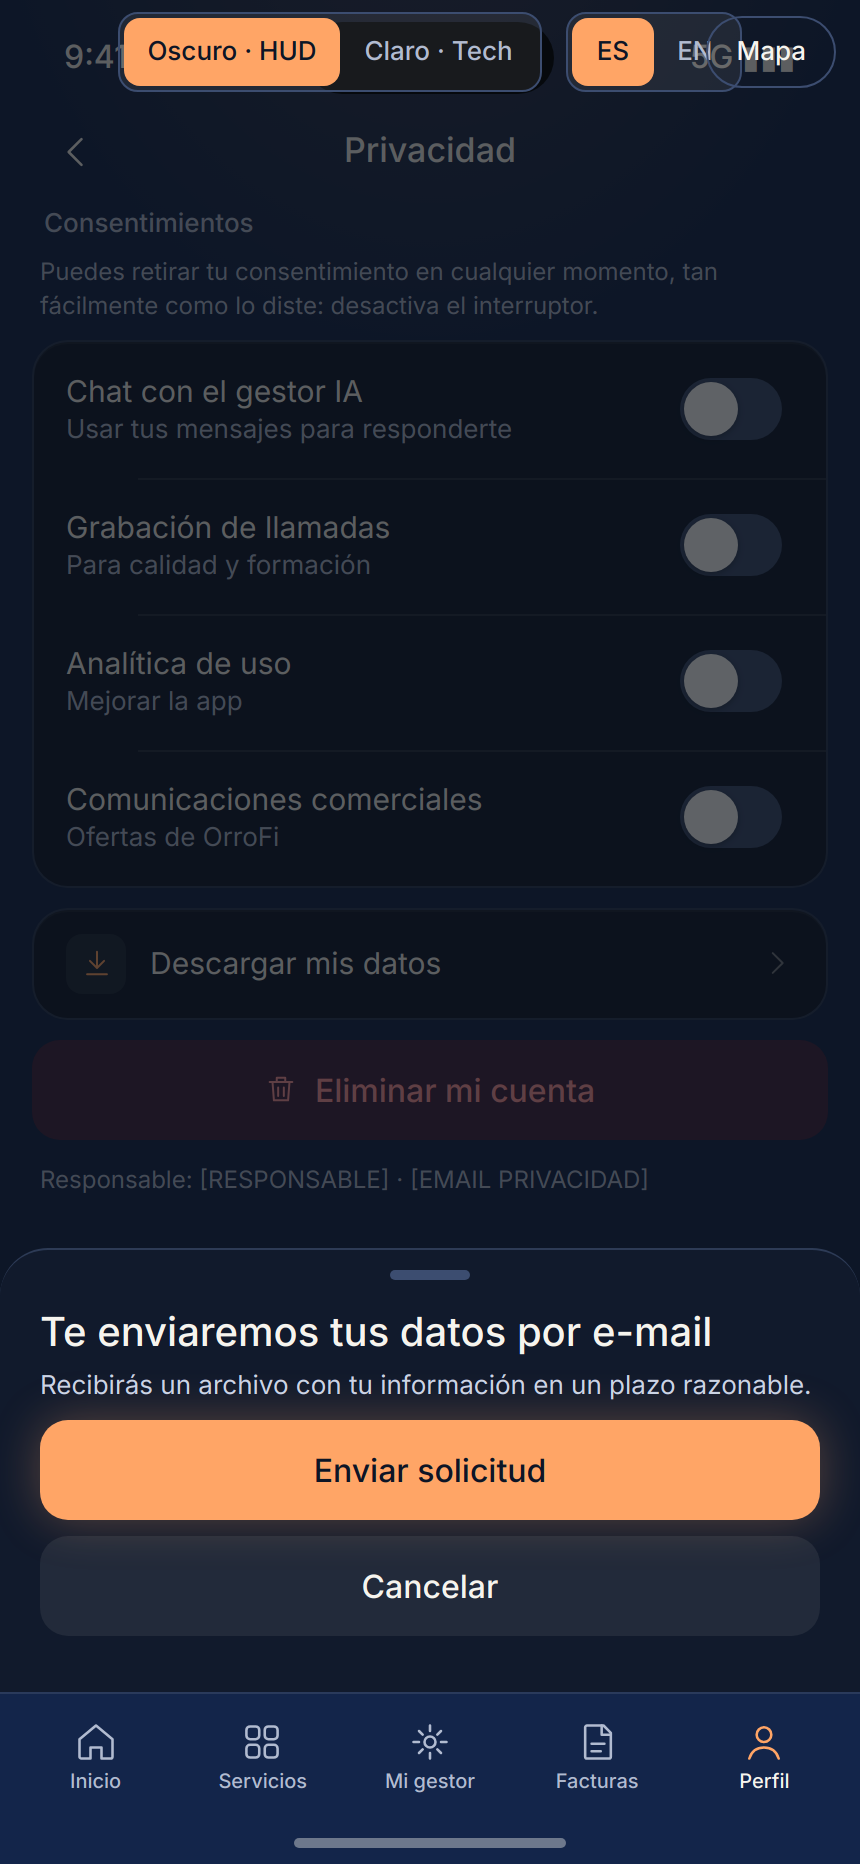 9:41
Oscuro · HUD
Claro · Tech
ES
EN
5G
Mapa
Privacidad
Consentimientos
Puedes retirar tu consentimiento en cualquier momento, tan
fácilmente como lo diste: desactiva el interruptor.
Chat con el gestor IA
Usar tus mensajes para responderte
Grabación de llamadas
Para calidad y formación
Analítica de uso
Mejorar la app
Comunicaciones comerciales
Ofertas de OrroFi
Descargar mis datos
Eliminar mi cuenta
Responsable: [RESPONSABLE] · [EMAIL PRIVACIDAD]
Te enviaremos tus datos por e-mail
Recibirás un archivo con tu información en un plazo razonable.
Enviar solicitud
Cancelar
Inicio
Servicios
Mi gestor
Facturas
Perfil